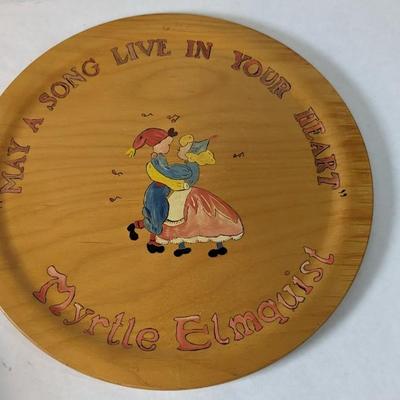 "MAY A SONG LIVE IN YOUR HEART"
Myrtle Elmquist